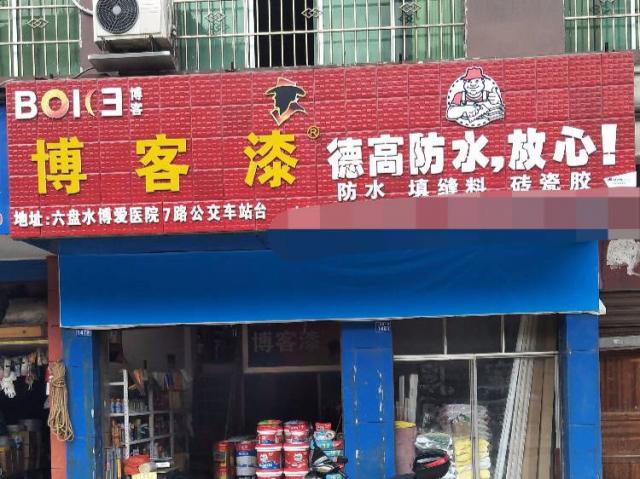 BOICE 博客
博客漆®
德高防水,放心!
防水 填缝料 砖瓷胶
地址:六盘水博爱医院7路公交车站台
博客漆